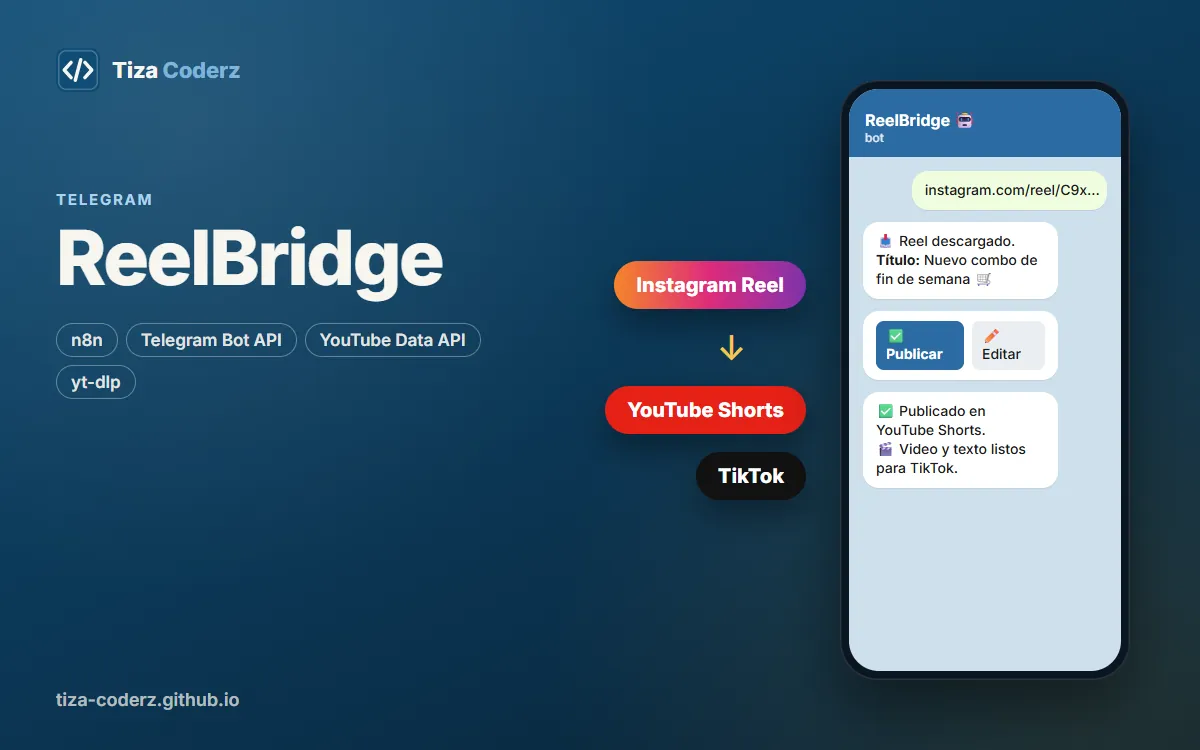 Tiza Coderz
TELEGRAM
ReelBridge
n8n
Telegram Bot API
YouTube Data API
yt-dlp
Instagram Reel
↓
YouTube Shorts
TikTok
ReelBridge 🤖
bot
instagram.com/reel/C9x...
📥 Reel descargado.
Título: Nuevo combo de
fin de semana 🛒
✅
Publicar
✏️
Editar
✅ Publicado en
YouTube Shorts.
🎬 Video y texto listos
para TikTok.
tiza-coderz.github.io